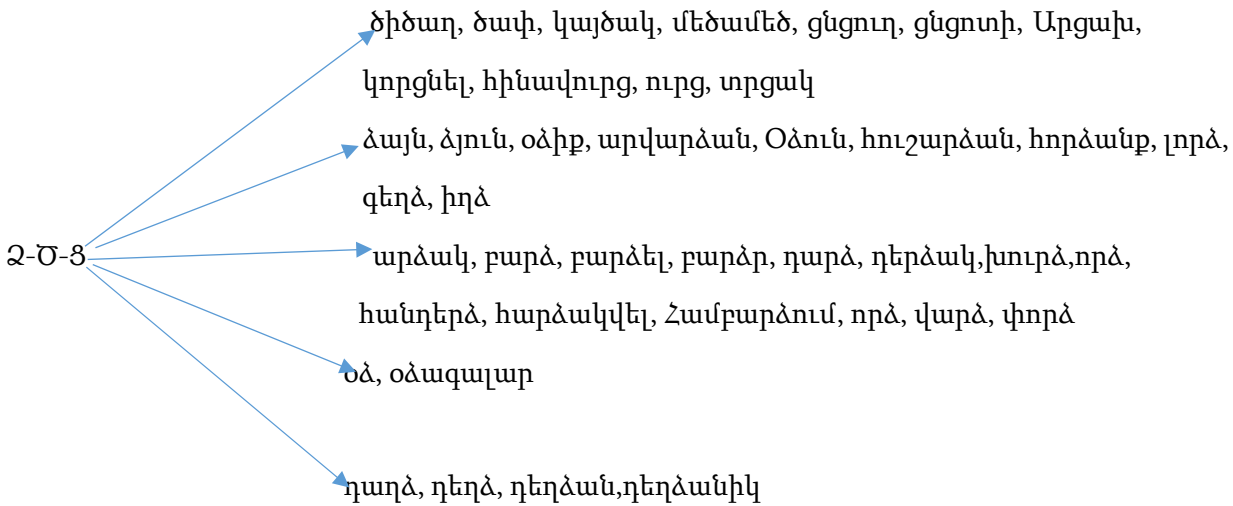 ծիծաղ, ծափ, կայծակ, մեծամեծ, ցնցուղ, ցնցոտի, Արցախ,
կորցնել, հինավուրց, ուրց, տրցակ
ձայն, ձյուն, օձիք, արվարձան, Օձուն, հուշարձան, հորձանք, լորձ,
գեղձ, իղձ
Ձ-Ծ-Ց
արձակ, բարձ, բարձել, բարձր, դարձ, դերձակ,խուրձ,որձ,
հանդերձ, հարձակվել, Համբարձում, որձ, վարձ, փորձ
օձ, օձագալար
դաղձ, դեղձ, դեղձան,դեղձանիկ